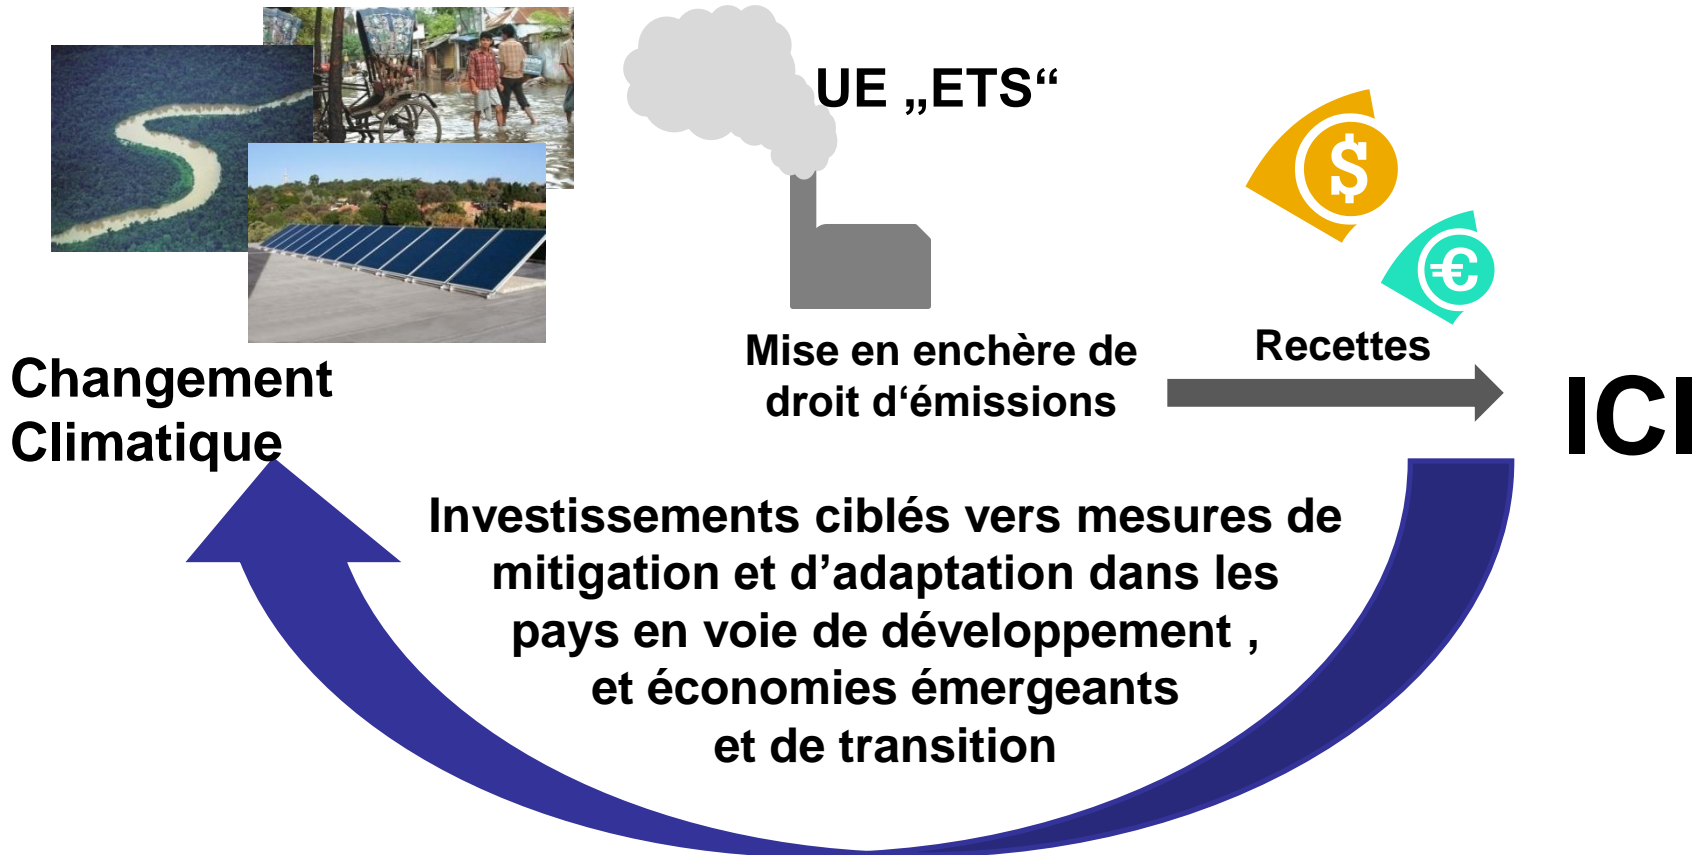 UE „ETS“
$
€
Mise en enchère de
droit d‘émissions
Recettes
ICI
Changement
Climatique
Investissements ciblés vers mesures de
mitigation et d’adaptation dans les
pays en voie de développement ,
et économies émergeants
et de transition